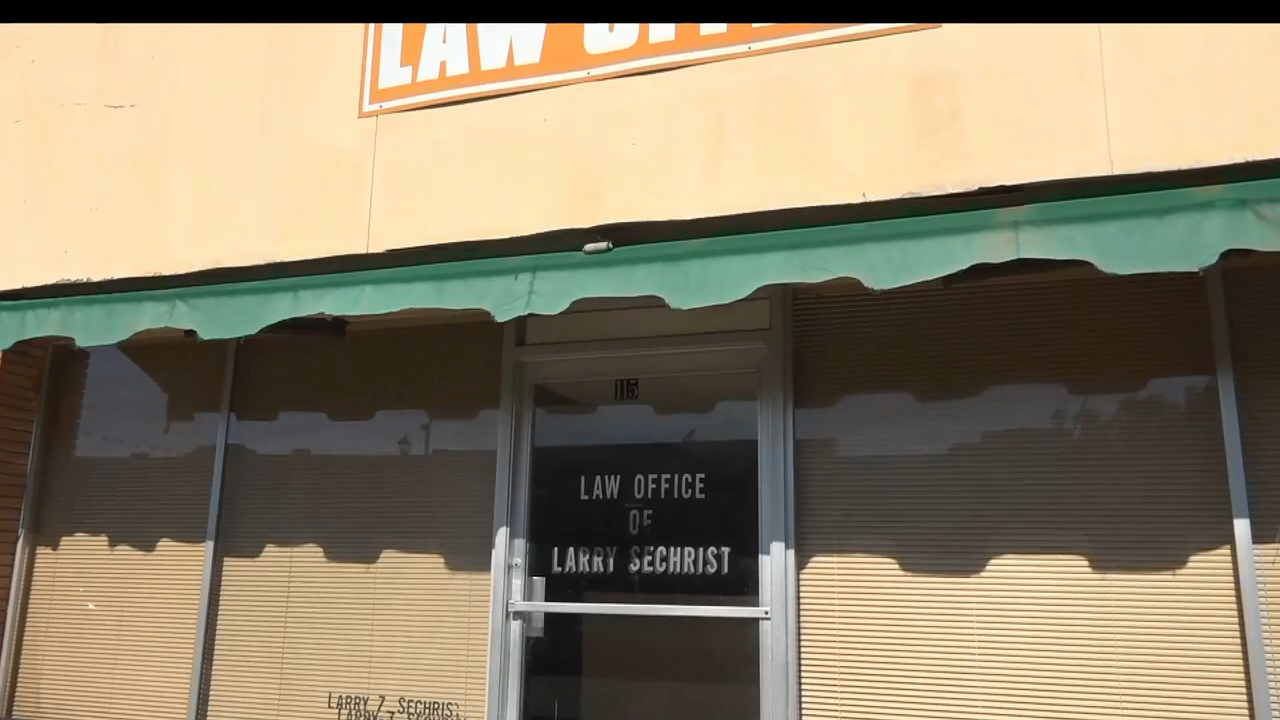 LAW
115
LAW OFFICE
OF
LARRY SECHRIST
LARRY Z SECHRIST